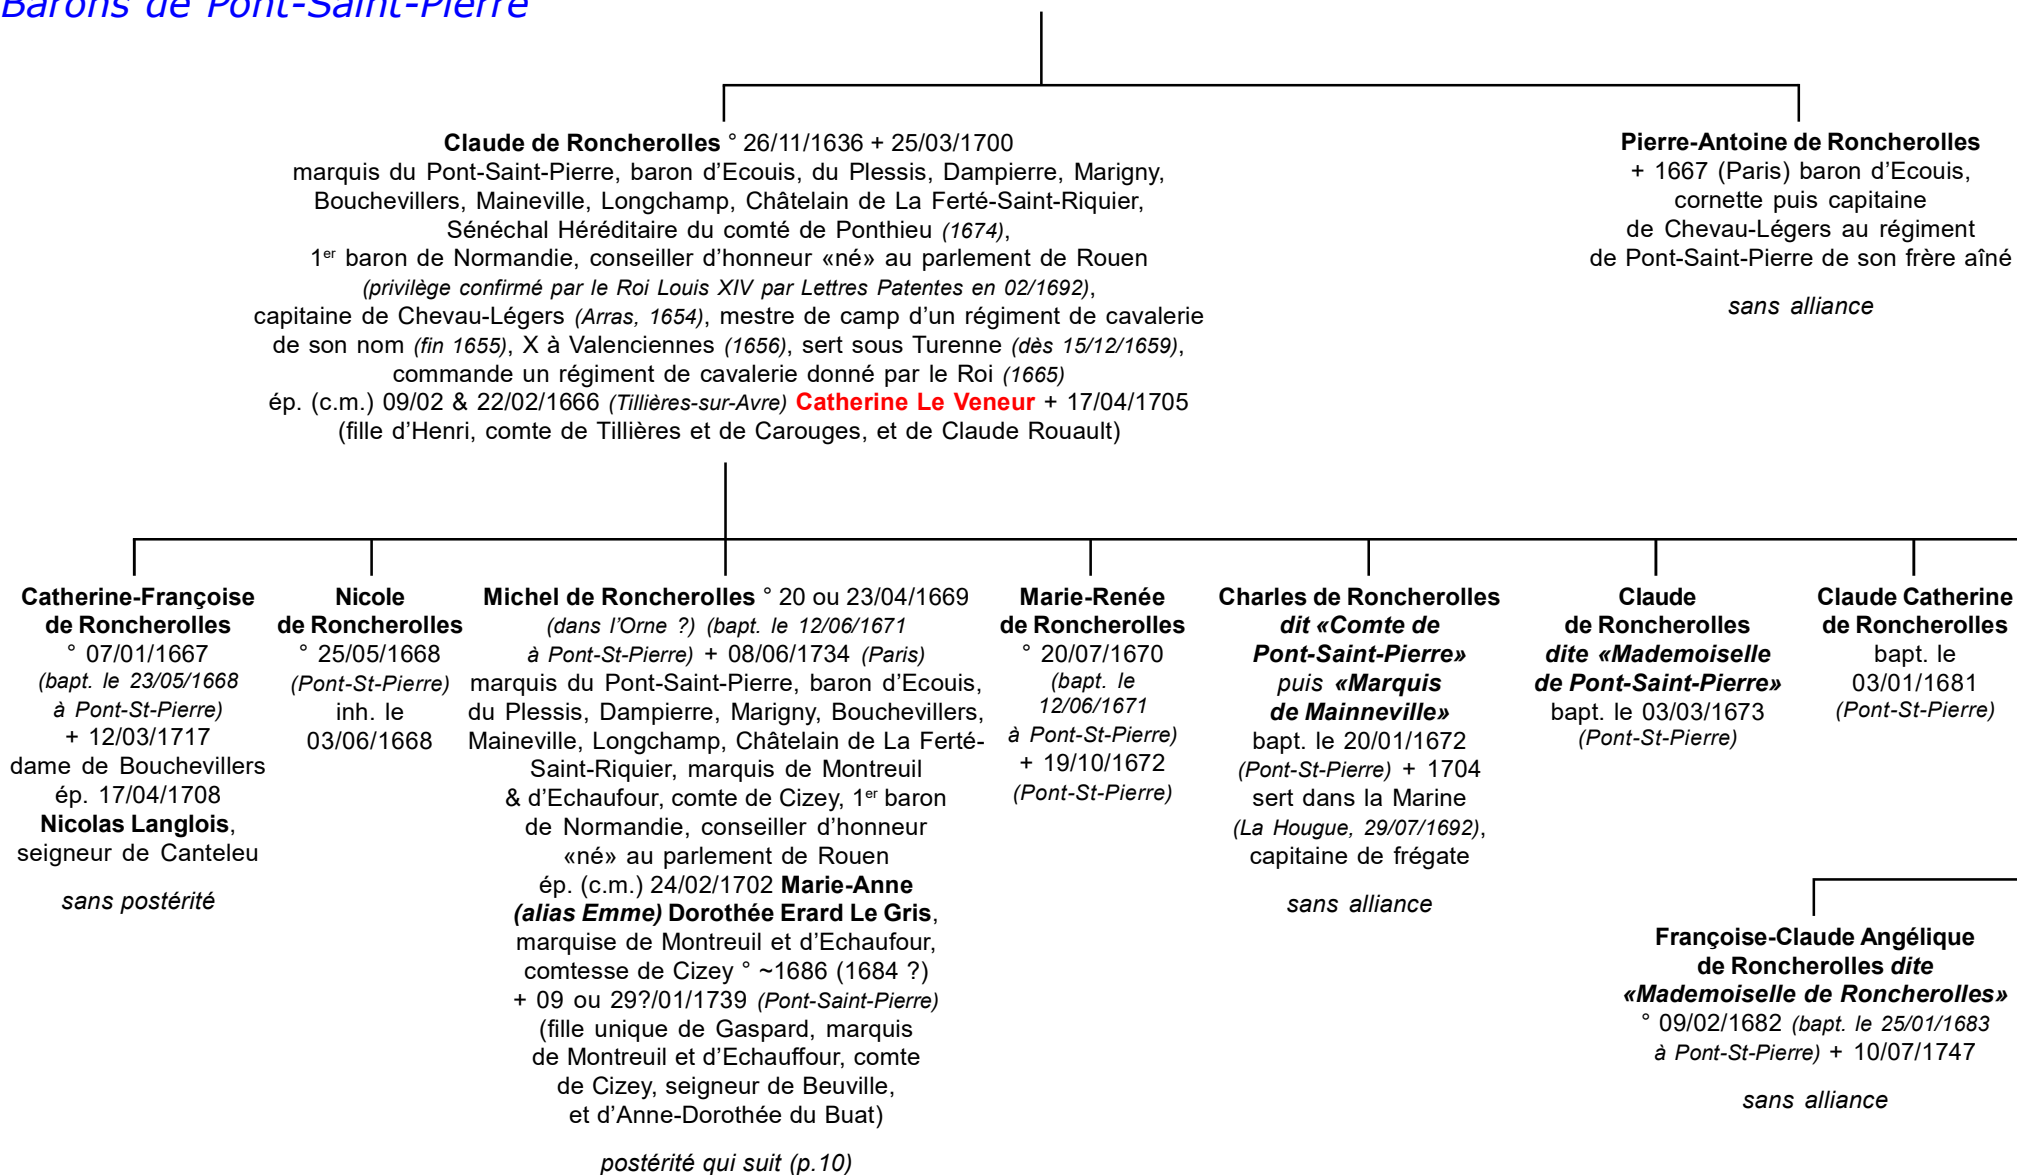 Barons de Pont-Saint-Pierre
Claude de Roncherolles ° 26/11/1636 + 25/03/1700
marquis du Pont-Saint-Pierre, baron d'Ecouis, du Plessis, Dampierre, Marigny,
Bouchevillers, Maineville, Longchamp, Châtelain de La Ferté-Saint-Riquier,
Sénéchal Héréditaire du comté de Ponthieu (1674),
1er baron de Normandie, conseiller d'honneur «né» au parlement de Rouen
(privilège confirmé par le Roi Louis XIV par Lettres Patentes en 02/1692),
capitaine de Chevau-Légers (Arras, 1654), mestre de camp d'un régiment de cavalerie
de son nom (fin 1655), X à Valenciennes (1656), sert sous Turenne (dès 15/12/1659),
commande un régiment de cavalerie donné par le Roi (1665)
ép. (c.m.) 09/02 & 22/02/1666 (Tillières-sur-Avre) Catherine Le Veneur + 17/04/1705
(fille d'Henri, comte de Tillières et de Carouges, et de Claude Rouault)
Pierre-Antoine de Roncherolles
+ 1667 (Paris) baron d'Ecouis,
cornette puis capitaine
de Chevau-Légers au régiment
de Pont-Saint-Pierre de son frère aîné
sans alliance
Catherine-Françoise
de Roncherolles
° 07/01/1667
(bapt. le 23/05/1668
à Pont-St-Pierre)
+ 12/03/1717
dame de Bouchevillers
ép. 17/04/1708
Nicolas Langlois,
seigneur de Canteleu
sans postérité
Nicole
de Roncherolles
° 25/05/1668
(Pont-St-Pierre)
inh. le
03/06/1668
Michel de Roncherolles ° 20 ou 23/04/1669
(dans l'Orne ?) (bapt. le 12/06/1671
à Pont-St-Pierre) + 08/06/1734 (Paris)
marquis du Pont-Saint-Pierre, baron d'Ecouis,
du Plessis, Dampierre, Marigny, Bouchevillers,
Maineville, Longchamp, Châtelain de La Ferté-
Saint-Riquier, marquis de Montreuil
& d'Echaufour, comte de Cizey, 1er baron
de Normandie, conseiller d'honneur
«né» au parlement de Rouen
ép. (c.m.) 24/02/1702 Marie-Anne
(alias Emme) Dorothée Erard Le Gris,
marquise de Montreuil et d'Echaufour,
comtesse de Cizey ° ~1686 (1684 ?)
+ 09 ou 29?/01/1739 (Pont-Saint-Pierre)
(fille unique de Gaspard, marquis
de Montreuil et d'Echauffour, comte
de Cizey, seigneur de Beuville,
et d'Anne-Dorothée du Buat)
postérité qui suit (p.10)
Marie-Renée
de Roncherolles
° 20/07/1670
(bapt. le
12/06/1671
à Pont-St-Pierre)
+ 19/10/1672
(Pont-St-Pierre)
Charles de Roncherolles
dit «Comte de
Pont-Saint-Pierre»
puis «Marquis
de Mainneville»
bapt. le 20/01/1672
(Pont-St-Pierre) + 1704
sert dans la Marine
(La Hougue, 29/07/1692),
capitaine de frégate
sans alliance
Claude
de Roncherolles
dite «Mademoiselle
de Pont-Saint-Pierre»
bapt. le 03/03/1673
(Pont-St-Pierre)
Claude Catherine
de Roncherolles
bapt. le
03/01/1681
(Pont-St-Pierre)
Françoise-Claude Angélique
de Roncherolles dite
«Mademoiselle de Roncherolles»
° 09/02/1682 (bapt. le 25/01/1683
à Pont-St-Pierre) + 10/07/1747
sans alliance